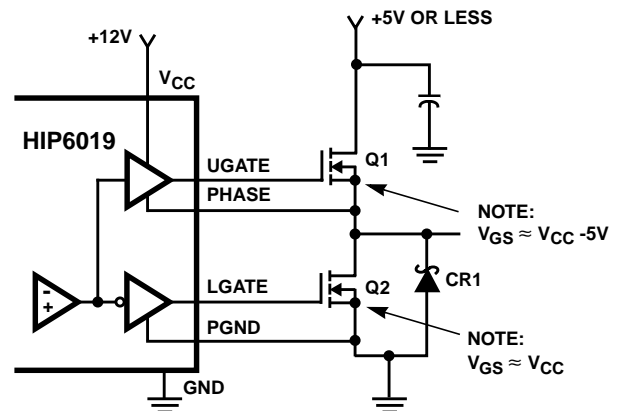 +5V OR LESS
+12V
VCC
HIP6019
UGATE
Q1
PHASE
NOTE:
VGS ≈ VCC -5V
LGATE
Q2
CR1
- +
PGND
NOTE:
VGS ≈ VCC
GND